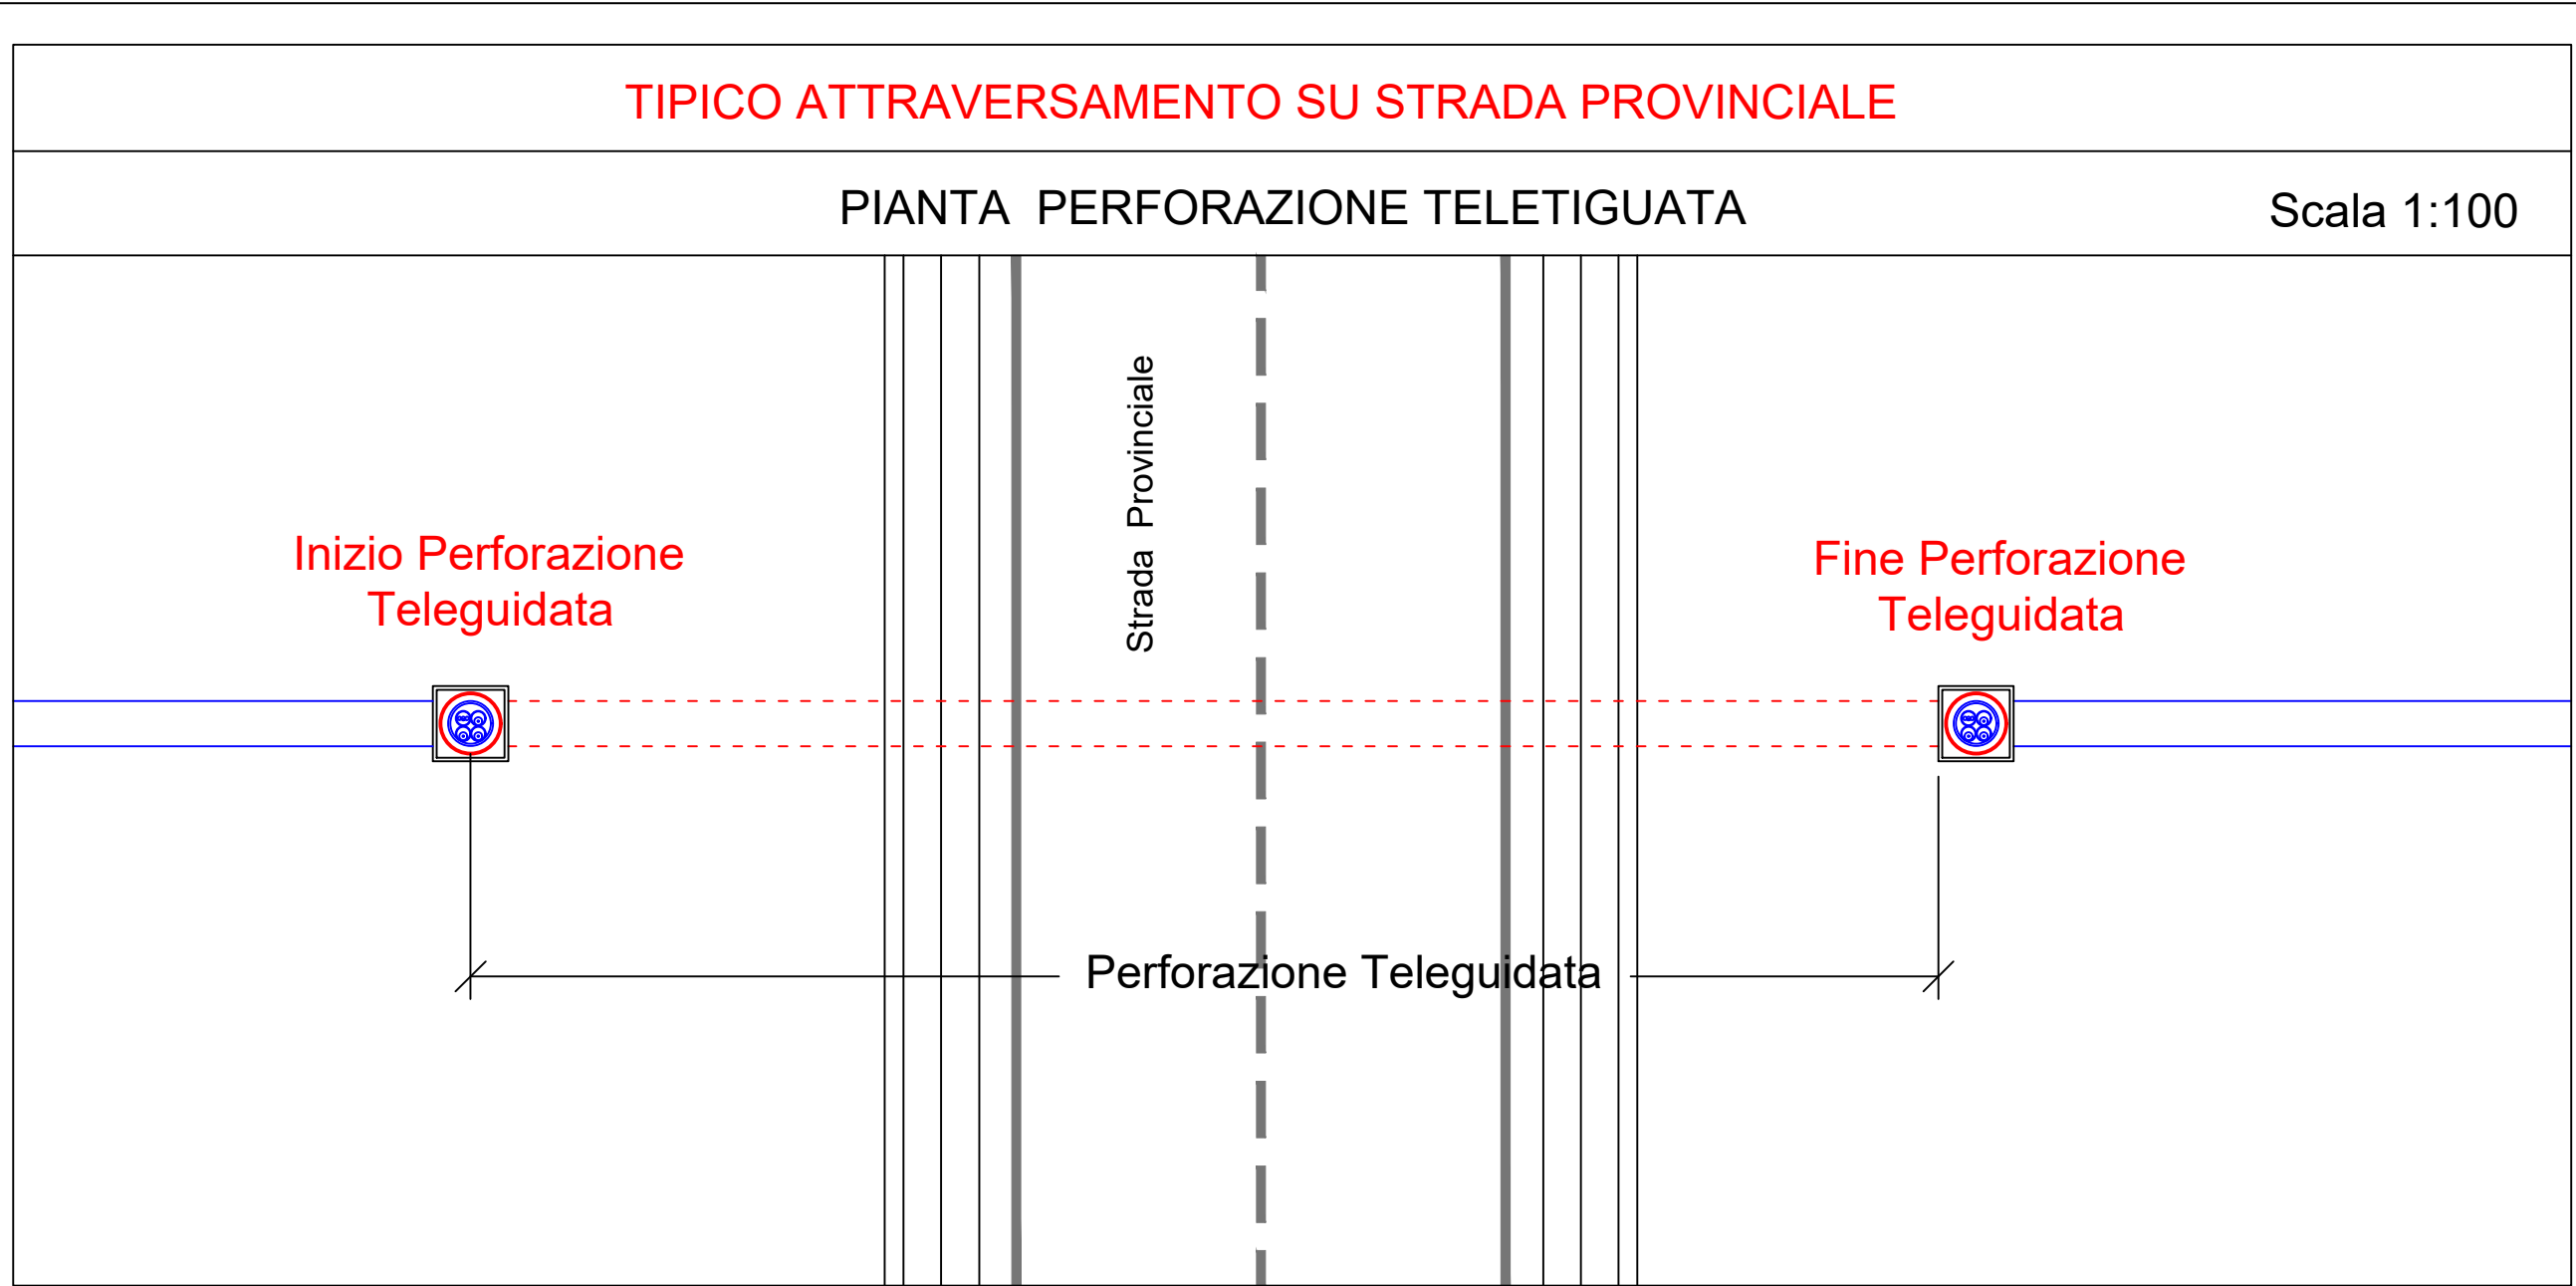 TIPICO ATTRAVERSAMENTO SU STRADA PROVINCIALE
PIANTA  PERFORAZIONE TELETIGUATA
Scala 1:100
Strada  Provinciale
Inizio Perforazione
Teleguidata
Fine Perforazione
Teleguidata
Perforazione Teleguidata